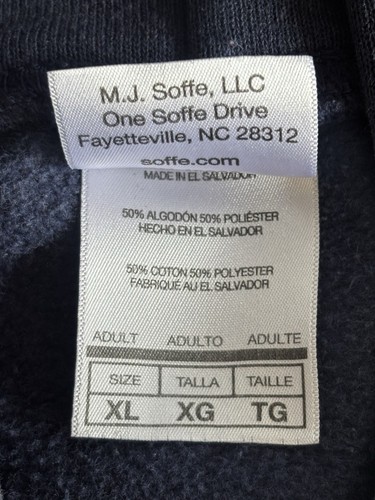 M.J. Soffe, LLC
One Soffe Drive
Fayetteville, NC 28312
soffe.com
MADE IN EL SALVADOR
50% ALGODÓN 50% POLIÉSTER
HECHO EN EL SALVADOR
50% COTON 50% POLYESTER
FABRIQUÉ AU EL SALVADOR
ADULT ADULTO ADULTE
SIZE TALLA TAILLE
XL XG TG